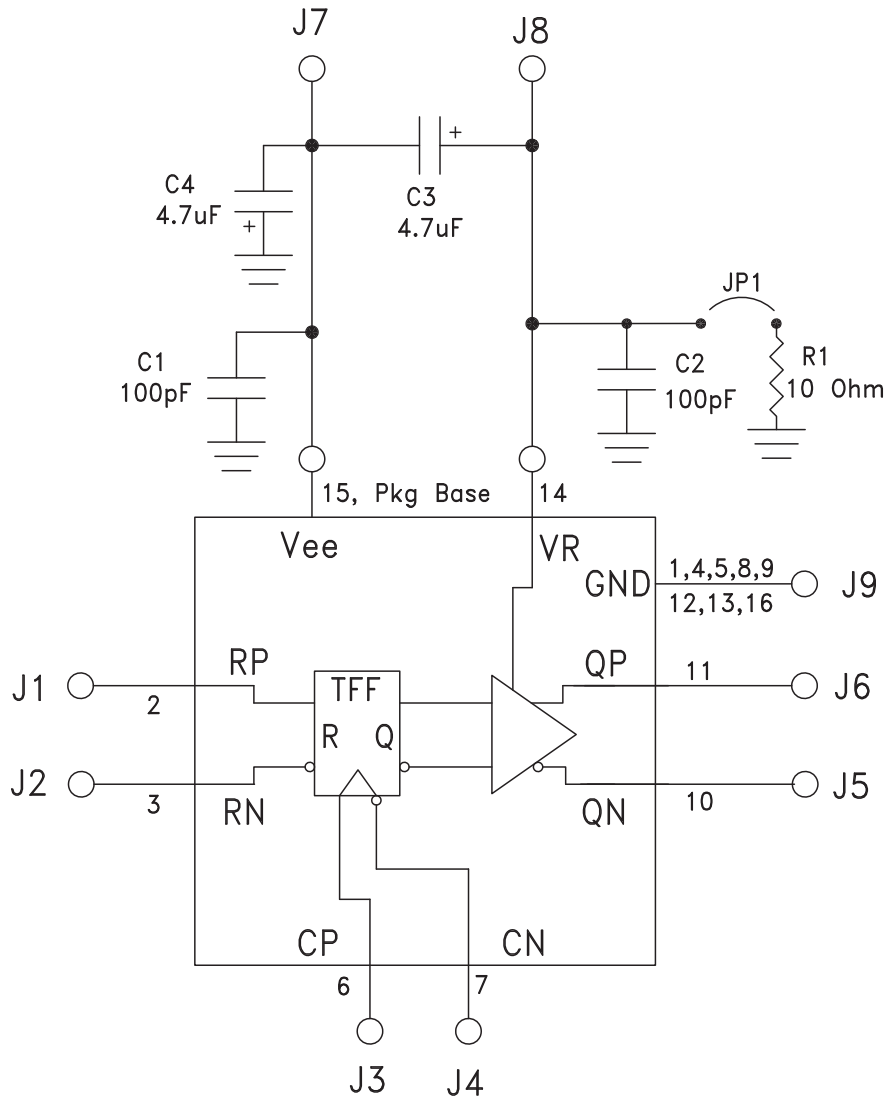 J7
J8
+
C4
4.7uF
+
C3
4.7uF
JP1
C1
100pF
C2
100pF
R1
10 Ohm
15, Pkg Base
14
Vee
VR
GND
1,4,5,8,9
12,13,16
J9
J1
2
RP
TFF
QP
11
J6
R
Q
J2
3
RN
QN
10
J5
CP
CN
6
7
J3
J4